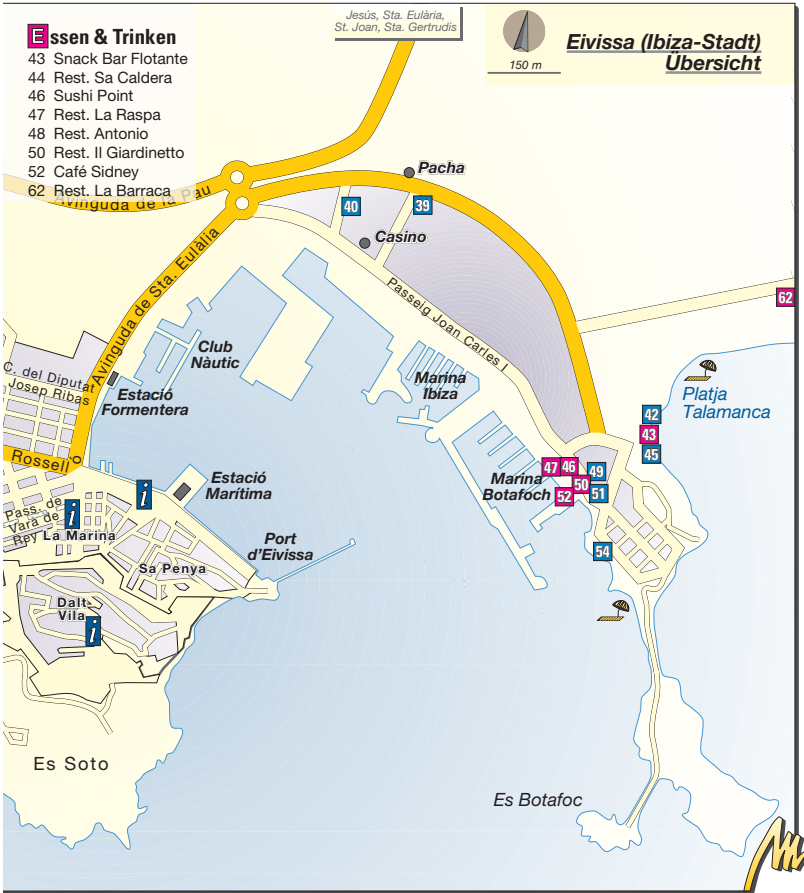 Essen & Trinken
43 Snack Bar Flotante
44 Rest. Sa Caldera
46 Sushi Point
47 Rest. La Raspa
48 Rest. Antonio
50 Rest. Il Giardinetto
52 Café Sidney
62 Rest. La Barraca
Jesús, Sta. Eulària,
St. Joan, Sta. Gertrudis
150 m
Eivissa (Ibiza-Stadt)
Übersicht
Avinguda de la Pau
Pacha
40
39
Casino
Avinguda de Sta. Eulàlia
Passeig Joan Carles I
62
Club
Nàutic
C. del Diputat
Josep Ribas
Estació
Formentera
Marina
Ibiza
Platja
Talamanca
42
43
45
Rosselló
Estació
Marítima
Marina
Botafoch
47
46
49
50
52
51
i
i
Pass. de
Vara de
Rey
La Marina
Port
d'Eivissa
Sa Penya
54
Dalt
Vila
i
Es Soto
Es Botafoc